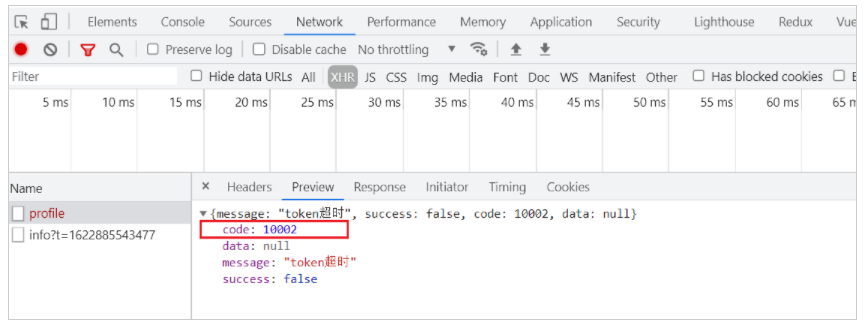 Elements Console Sources Network Performance Memory Application Security Lighthouse Redux Vue
Preserve log Disable cache No throttling
Filter Hide data URLs All XHR JS CSS Img Media Font Doc WS Manifest Other Has blocked cookies
5 ms 10 ms 15 ms 20 ms 25 ms 30 ms 35 ms 40 ms 45 ms 50 ms 55 ms 60 ms 65 m
Name × Headers Preview Response Initiator Timing Cookies
profile ▼{message: "token超时", success: false, code: 10002, data: null}
code: 10002
info?t=1622885543477 data: null
message: "token超时"
success: false